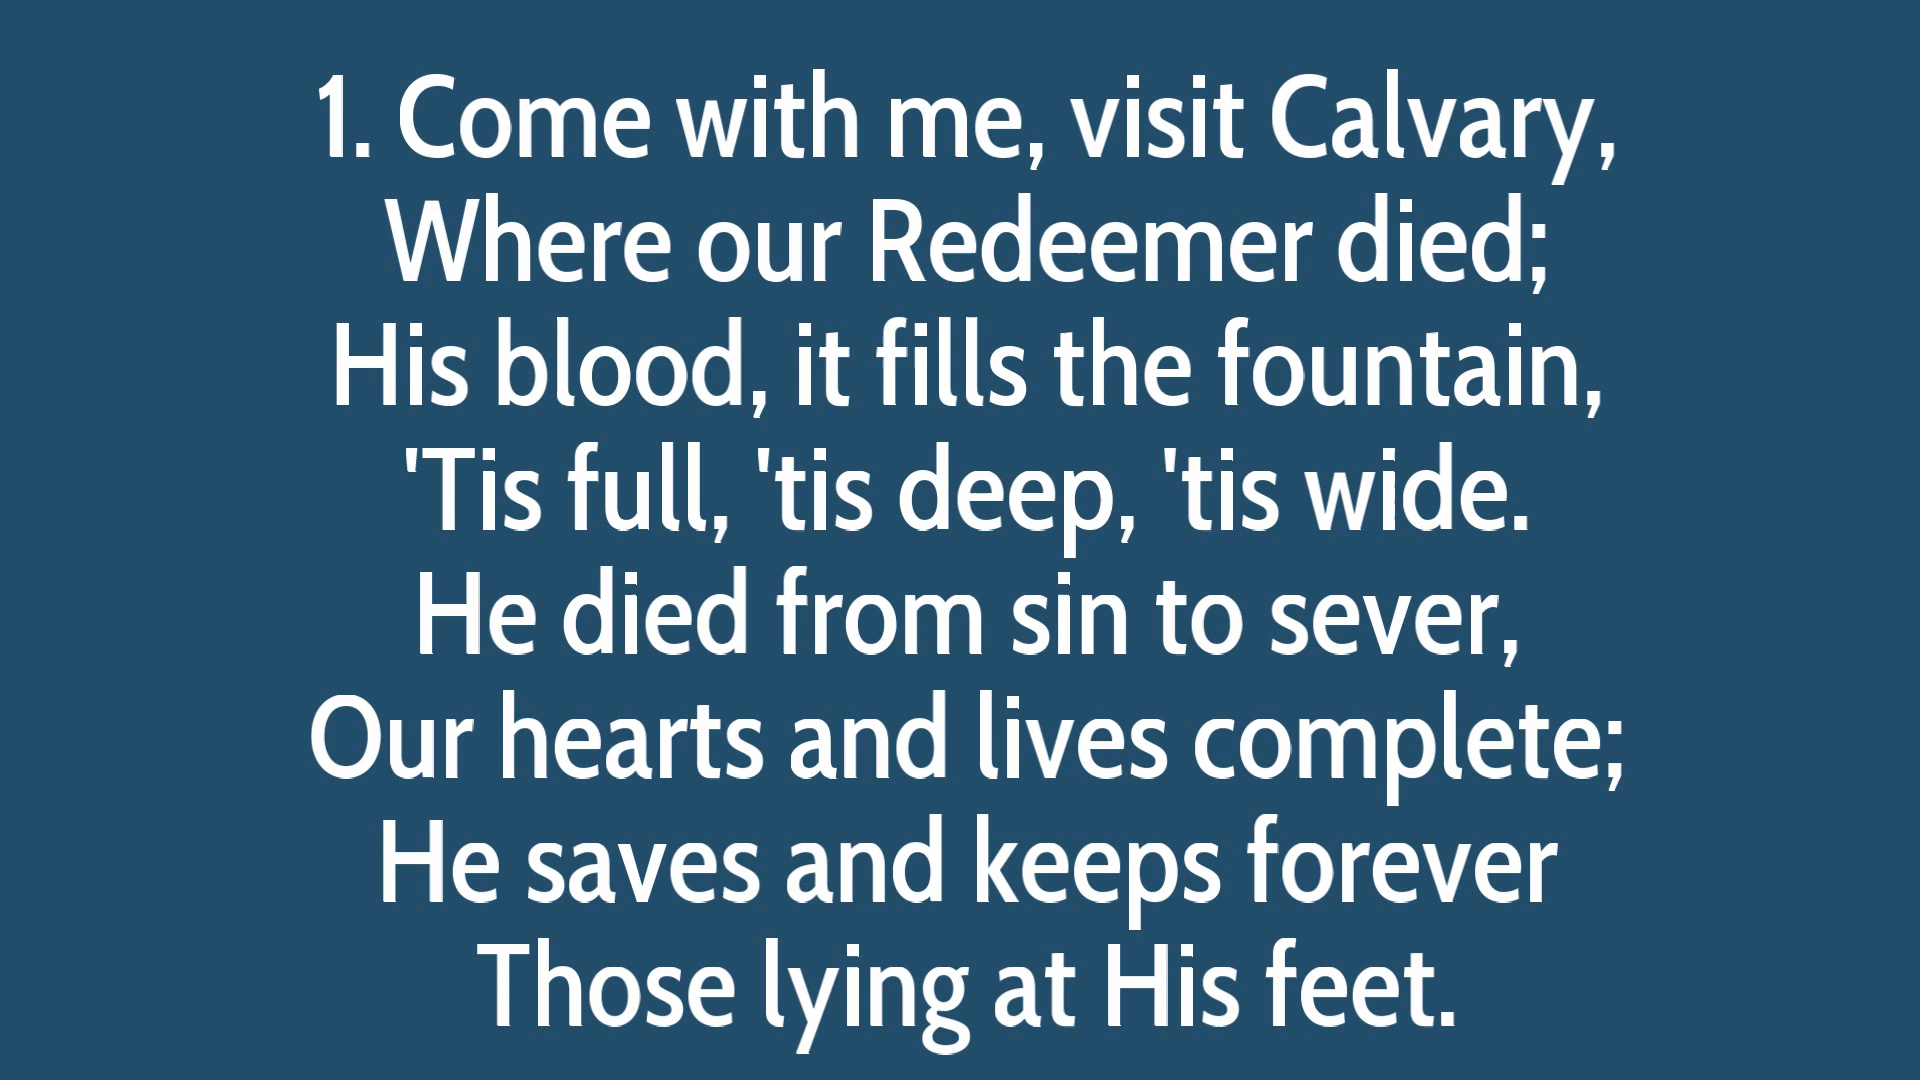 1. Come with me, visit Calvary,
Where our Redeemer died;
His blood, it fills the fountain,
'Tis full, 'tis deep, 'tis wide.
He died from sin to sever,
Our hearts and lives complete;
He saves and keeps forever
Those lying at His feet.